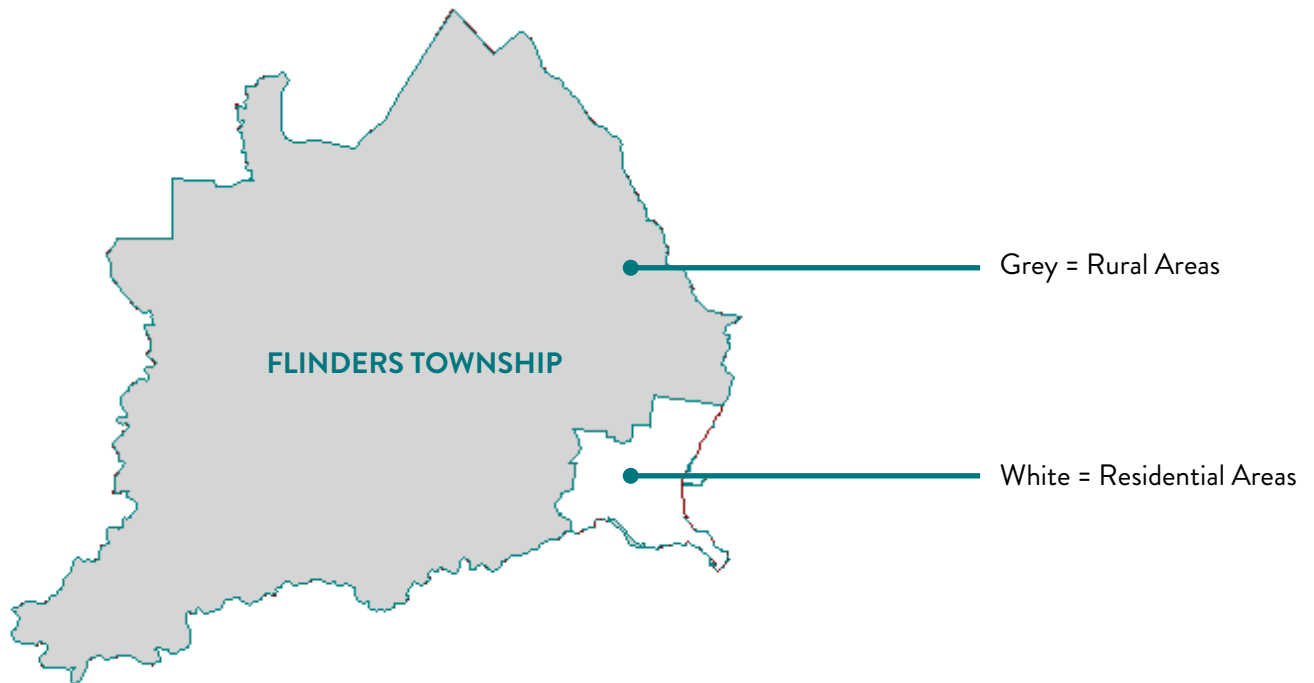 Grey = Rural Areas
FLINDERS TOWNSHIP
White = Residential Areas